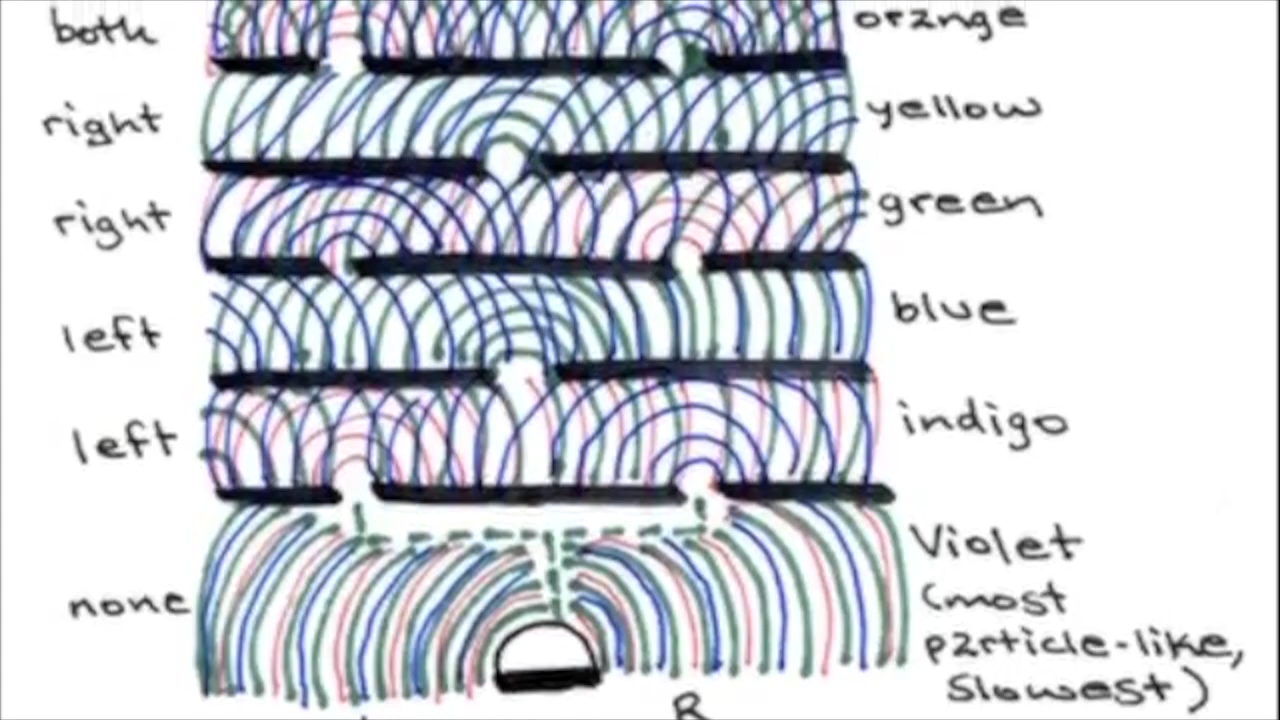 both
orange
right
yellow
right
green
left
blue
left
indigo
none
Violet
(most
particle-like,
slowest)
R